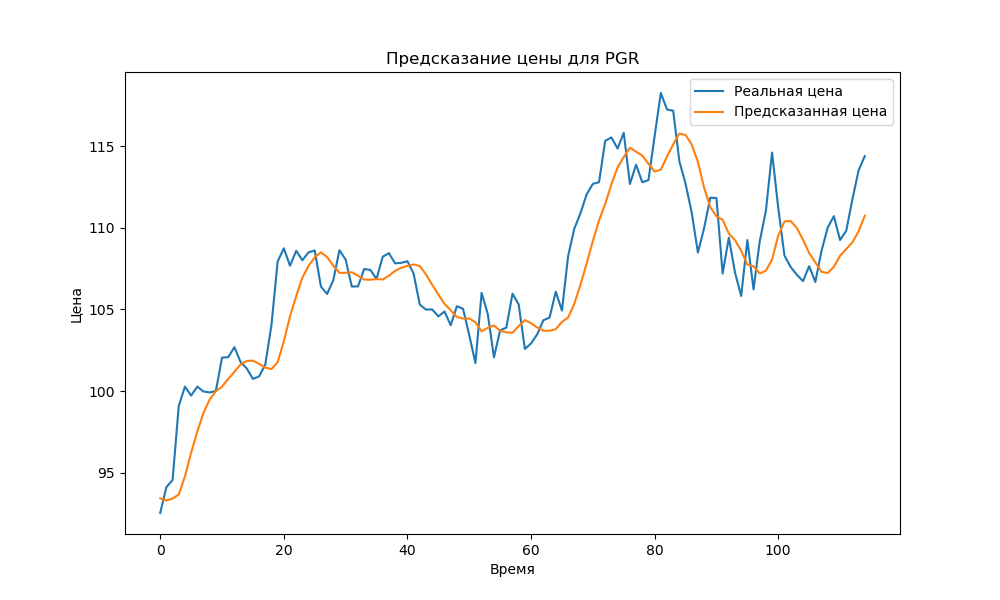 Предсказание цены для PGR
Реальная цена
Предсказанная цена
Цена
115
110
105
100
95
0 20 40 60 80 100
Время